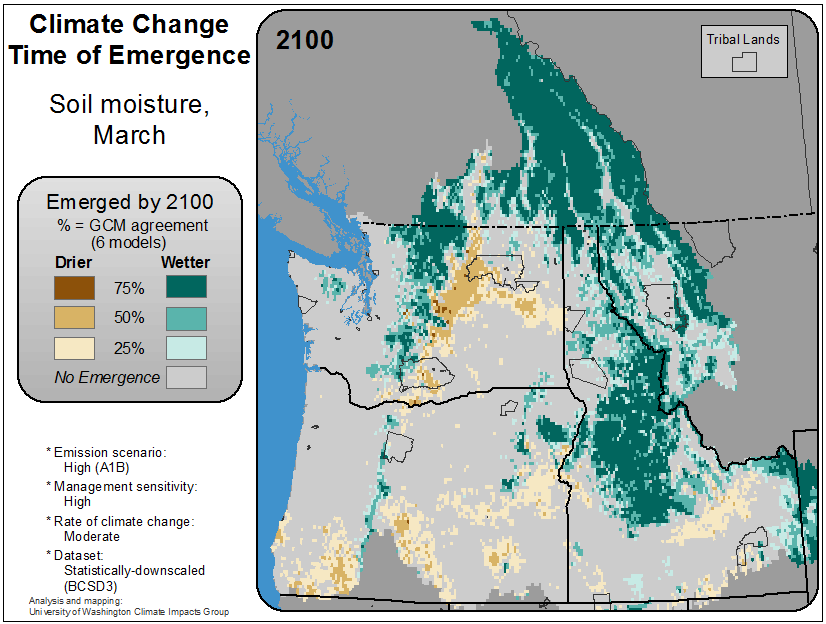 Climate Change
Time of Emergence
Soil moisture,
March
Emerged by 2100
% = GCM agreement
(6 models)
Drier
Wetter
75%
50%
25%
No Emergence
* Emission scenario:
High (A1B)
* Management sensitivity:
High
* Rate of climate change:
Moderate
* Dataset:
Statistically-downscaled
(BCSD3)
Analysis and mapping:
University of Washington Climate Impacts Group
2100
Tribal Lands